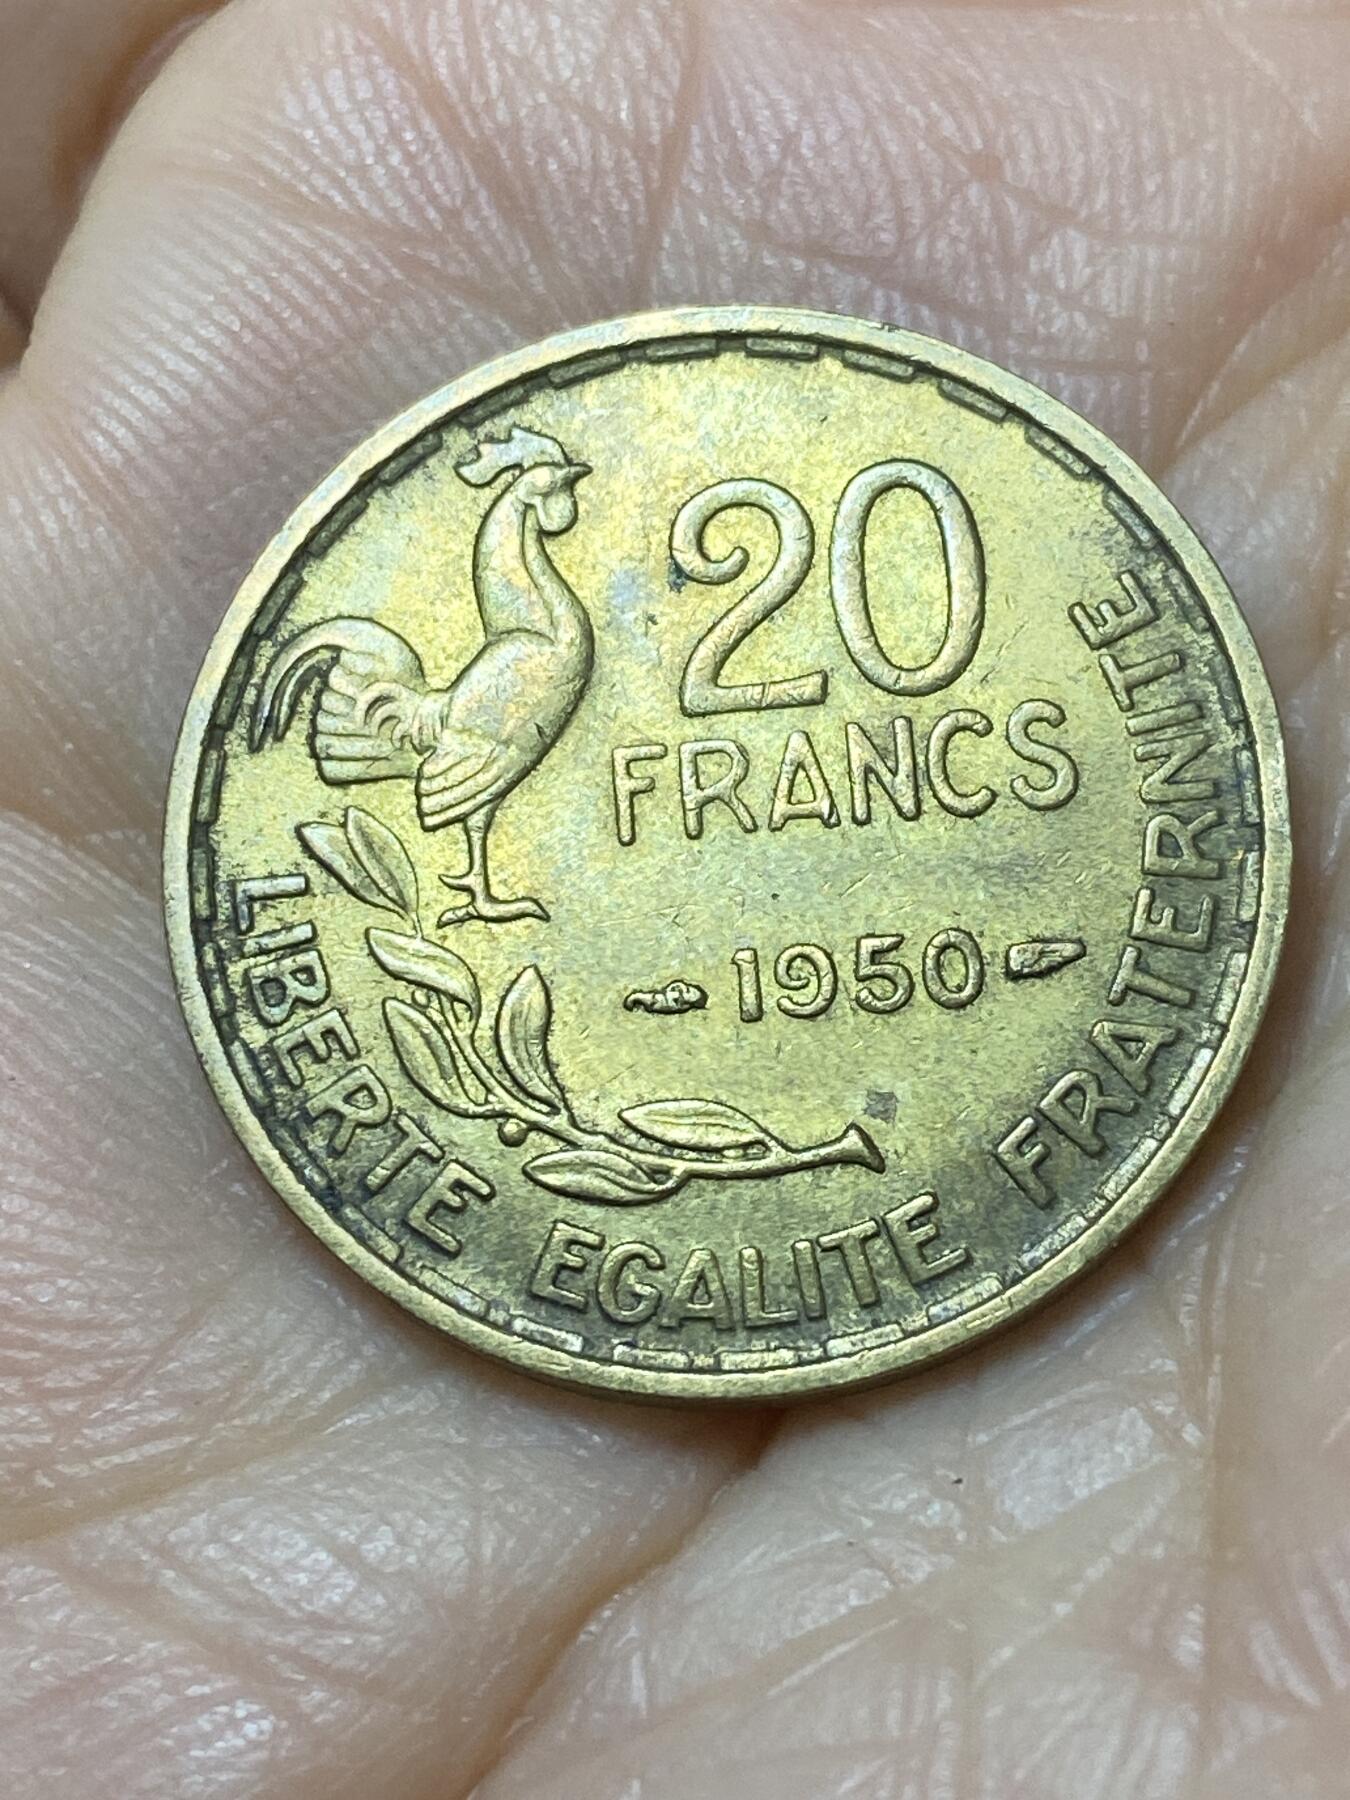 20
FRANCS
1950
LIBERTE EGALITE FRATERNITE